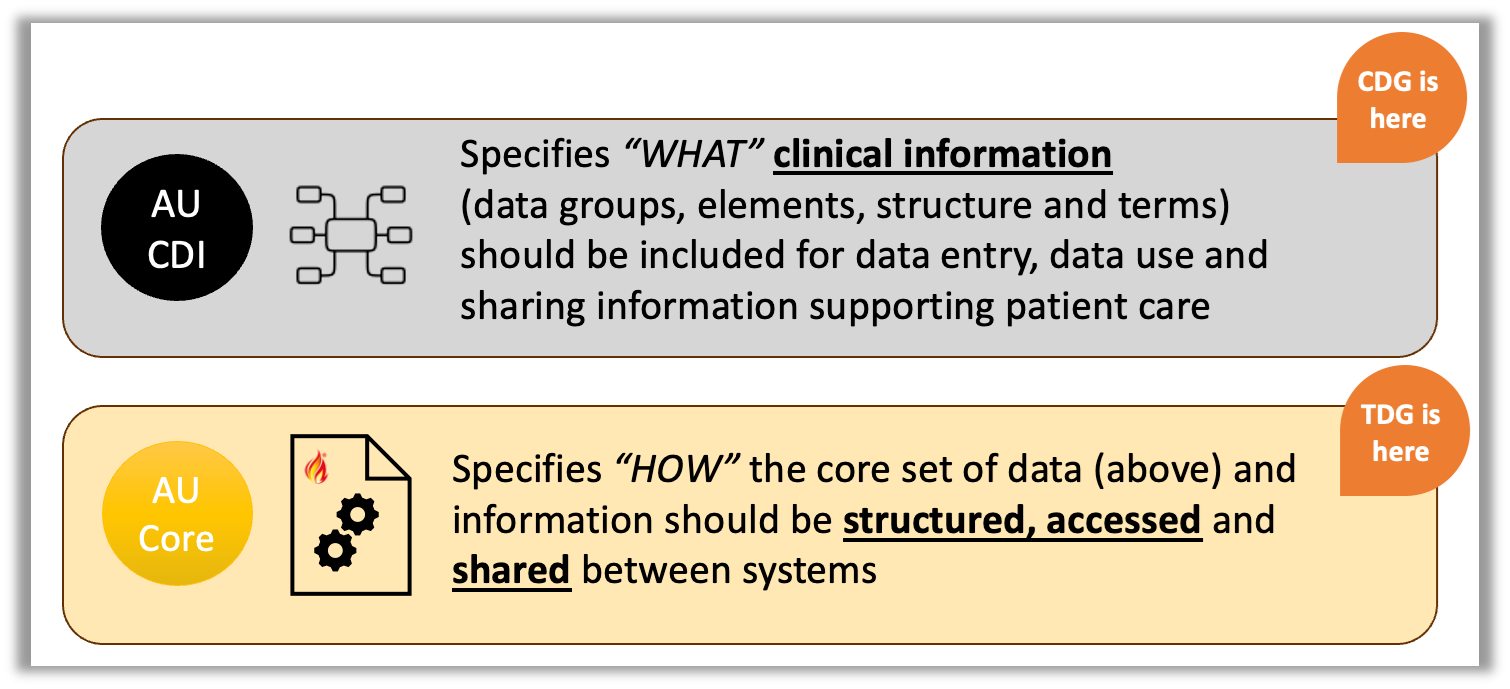 CDG is
here
AU
CDI
Specifies “WHAT” clinical information
(data groups, elements, structure and terms)
should be included for data entry, data use and
sharing information supporting patient care
TDG is
here
AU
Core
Specifies “HOW” the core set of data (above) and
information should be structured, accessed and
shared between systems